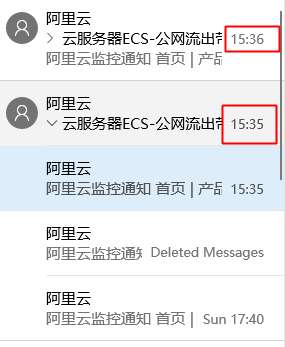 阿里云
云服务器ECS-公网流出带 15:36
阿里云监控通知 首页 | 产品
阿里云
云服务器ECS-公网流出带 15:35
阿里云
阿里云监控通知 首页 | 产品 15:35
阿里云
阿里云监控通知 Deleted Messages
阿里云
阿里云监控通知 首页 | Sun 17:40